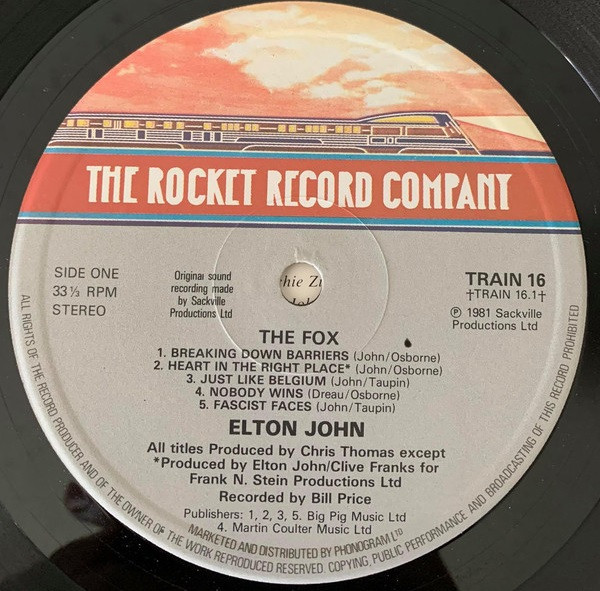 THE ROCKET RECORD COMPANY
SIDE ONE
33⅓ RPM
STEREO
Original sound
recording made
by Sackville
Productions Ltd
TRAIN 16
†TRAIN 16.1†
℗ 1981 Sackville
Productions Ltd
THE FOX
1. BREAKING DOWN BARRIERS (John/Osborne)
2. HEART IN THE RIGHT PLACE* (John/Osborne)
3. JUST LIKE BELGIUM (John/Taupin)
4. NOBODY WINS (Dreau/Osborne)
5. FASCIST FACES (John/Taupin)
ELTON JOHN
All titles Produced by Chris Thomas except
*Produced by Elton John/Clive Franks for
Frank N. Stein Productions Ltd
Recorded by Bill Price
Publishers: 1, 2, 3, 5. Big Pig Music Ltd
4. Martin Coulter Music Ltd
MARKETED AND DISTRIBUTED BY PHONOGRAM LTD
ALL RIGHTS OF THE RECORD PRODUCER AND OF THE OWNER OF THE WORK REPRODUCED RESERVED. COPYING, PUBLIC PERFORMANCE AND BROADCASTING OF THIS RECORD PROHIBITED